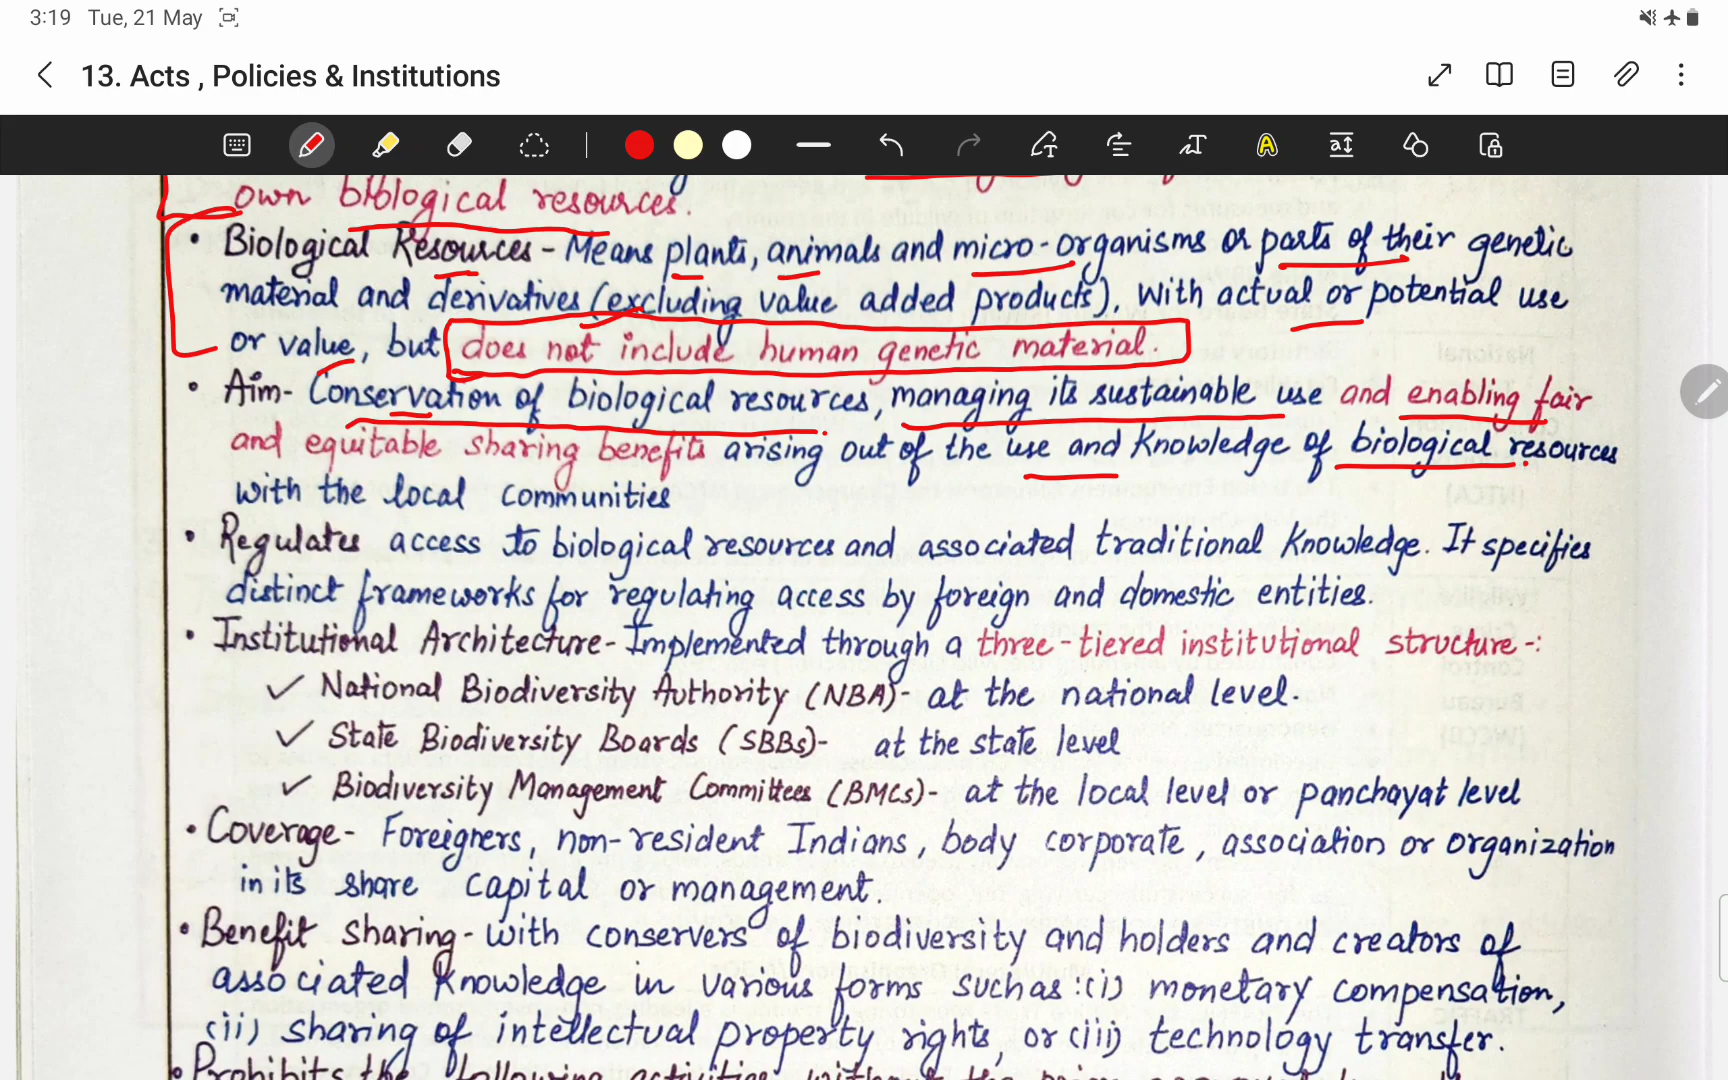 3:19 Tue, 21 May
13. Acts , Policies & Institutions
own biological resources.
• Biological Resources - Means plants, animals and micro-organisms or parts of their genetic
material and derivatives (excluding value added products). With actual or potential use
or value, but does not include human genetic material.
• Aim- Conservation of biological resources, managing its sustainable use and enabling fair
and equitable sharing benefits arising out of the use and knowledge of biological resources
with the local communities
• Regulates access to biological resources and associated traditional knowledge. It specifies
distinct frameworks for regulating access by foreign and domestic entities.
• Institutional Architecture- Implemented through a three-tiered institutional structure -:
✓ National Biodiversity Authority (NBA)- at the national level.
✓ State Biodiversity Boards (SBBs)- at the state level
✓ Biodiversity Management Committees (BMCs)- at the local level or panchayat level
• Coverage- Foreigners, non-resident Indians, body corporate, association or organization
in its share capital or management.
• Benefit sharing- with conservers of biodiversity and holders and creators of
associated knowledge in various forms such as :(i) monetary compensation,
(ii) sharing of intellectual property rights, or (iii) technology transfer.
• Prohibits the following activities without the prior